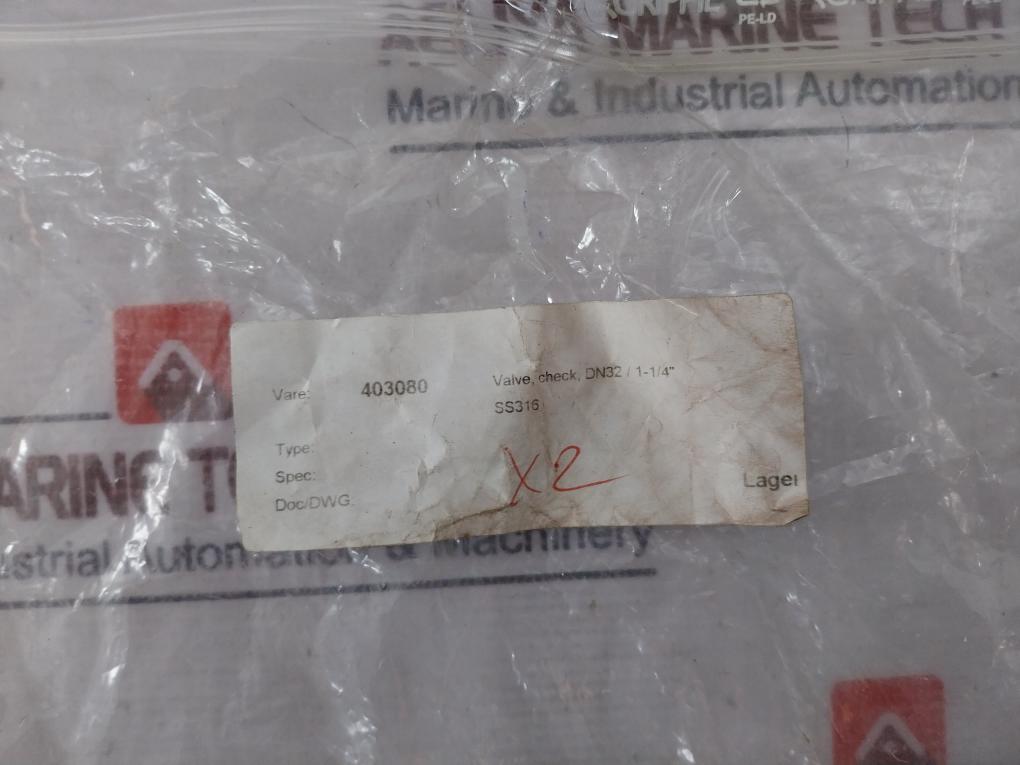 PE-LD
MARINE TECH
Marine & Industrial Automation
Vare: 403080 Valve, check, DN32 / 1-1/4"
SS316
Type:
Spec:
X2
Doc/DWG:
Lager
ARINE
ustrial Automation & Machinery